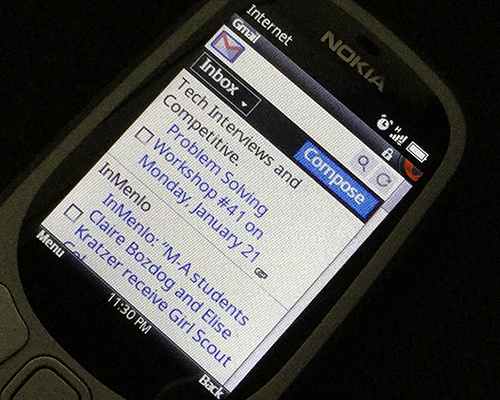 Internet
NOKIA
Gmail
H
Inbox
Compose
Tech Interviews and
Competitive.
Problem Solving
Workshop #41 on
Monday, January 21
InMenlo
InMenlo: "M-A students
Claire Bozdog and Elise
Kratzer receive Girl Scout
Menu
11:30 PM
Back